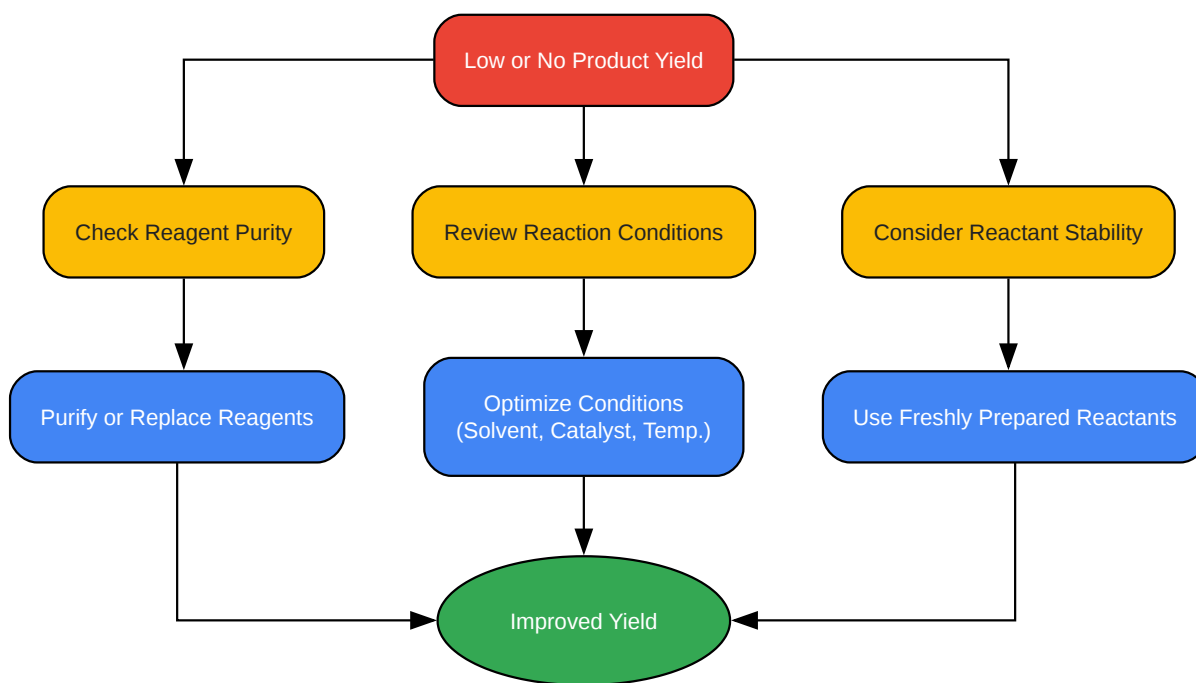 Low or No Product Yield
Check Reagent Purity
Review Reaction Conditions
Consider Reactant Stability
Purify or Replace Reagents
Optimize Conditions
(Solvent, Catalyst, Temp.)
Use Freshly Prepared Reactants
Improved Yield